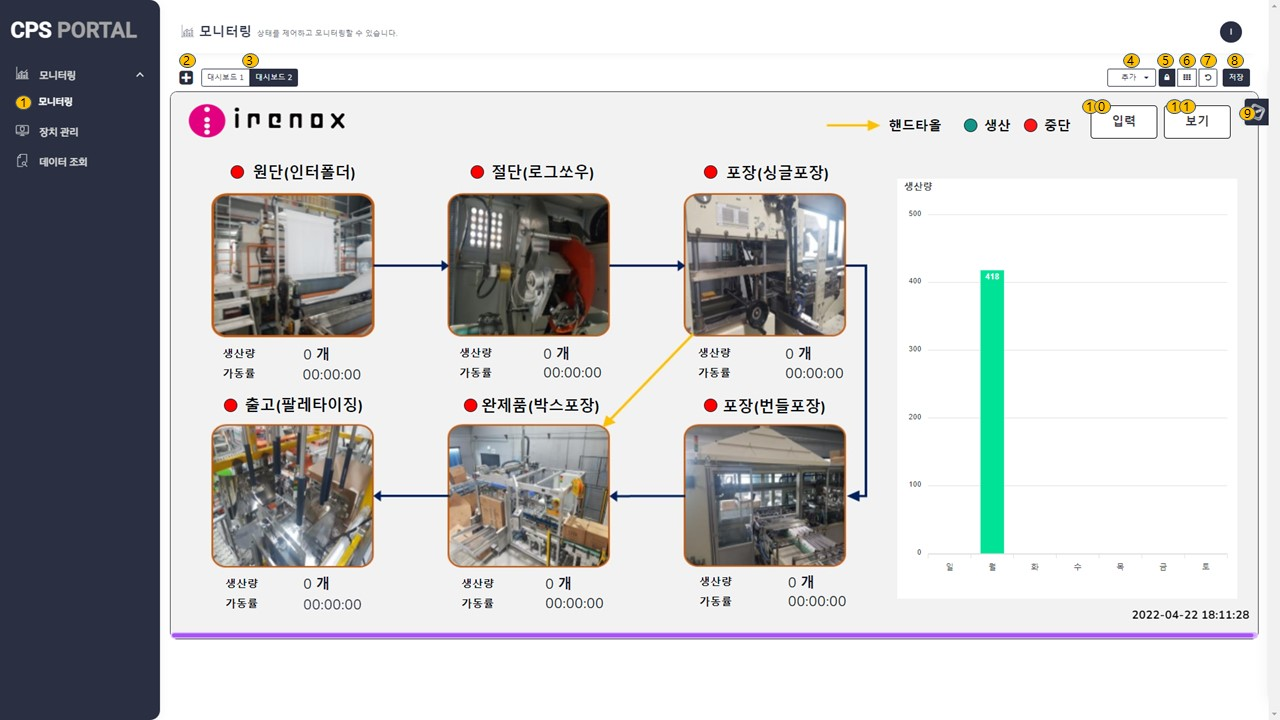 CPS PORTAL
모니터링
1 모니터링
장치 관리
데이터 조회
모니터링 상태를 제어하고 모니터링할 수 있습니다.
I
2 3 4 5 6 7 8
대시보드 1 대시보드 2 추가 저장
9
10 11
irenox
핸드타올 생산 중단 입력 보기
원단(인터폴더) 절단(로그쏘우) 포장(싱글포장)
생산량 0 개 생산량 0 개 생산량 0 개
가동률 00:00:00 가동률 00:00:00 가동률 00:00:00
출고(팔레타이징) 완제품(박스포장) 포장(번들포장)
생산량 0 개 생산량 0 개 생산량 0 개
가동률 00:00:00 가동률 00:00:00 가동률 00:00:00
생산량
500
418
400
300
200
100
0
일 월 화 수 목 금 토
2022-04-22 18:11:28